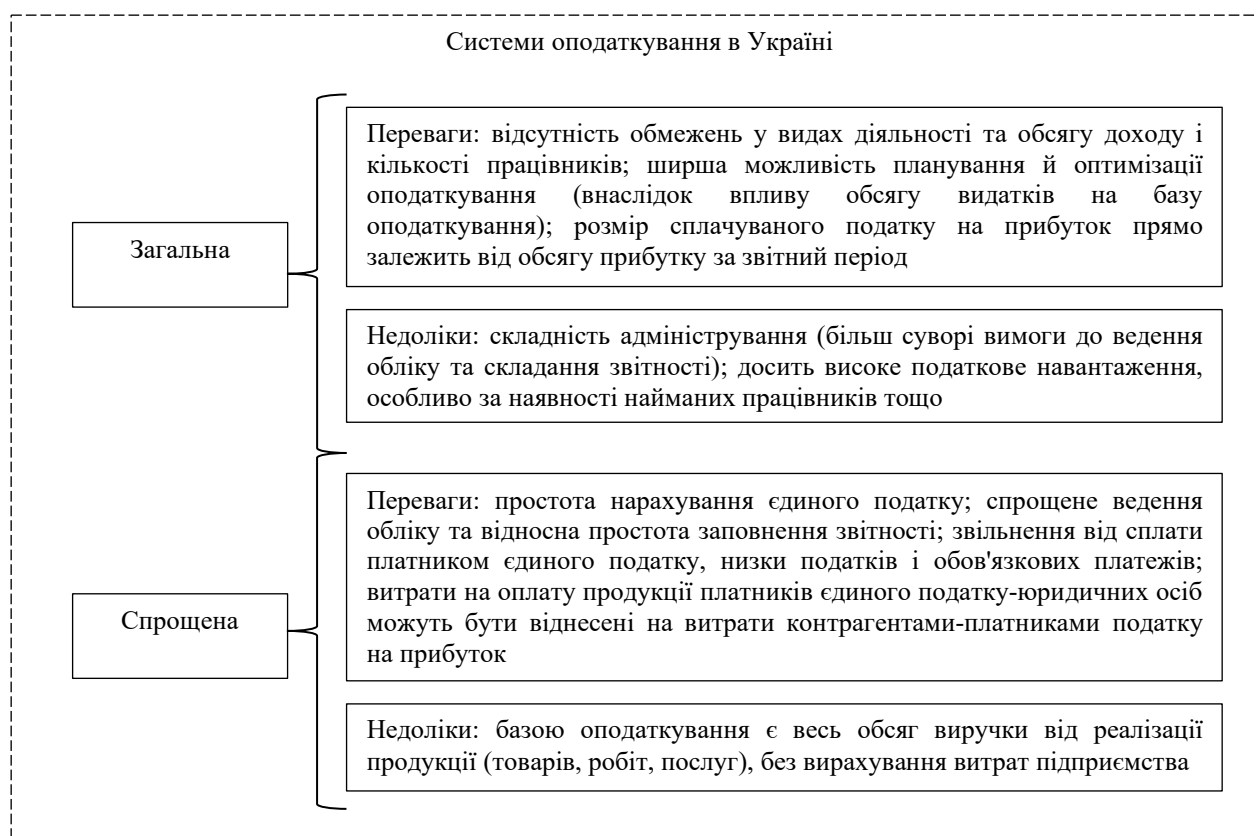 Системи оподаткування в Україні
Переваги: відсутність обмежень у видах діяльності та обсягу доходу і
кількості працівників; ширша можливість планування й оптимізації
оподаткування (внаслідок впливу обсягу видатків на базу
оподаткування); розмір сплачуваного податку на прибуток прямо
залежить від обсягу прибутку за звітний період
Загальна
Недоліки: складність адміністрування (більш суворі вимоги до ведення
обліку та складання звітності); досить високе податкове навантаження,
особливо за наявності найманих працівників тощо
Переваги: простота нарахування єдиного податку; спрощене ведення
обліку та відносна простота заповнення звітності; звільнення від сплати
платником єдиного податку, низки податків і обов'язкових платежів;
витрати на оплату продукції платників єдиного податку-юридичних осіб
можуть бути віднесені на витрати контрагентами-платниками податку
на прибуток
Спрощена
Недоліки: базою оподаткування є весь обсяг виручки від реалізації
продукції (товарів, робіт, послуг), без вирахування витрат підприємства